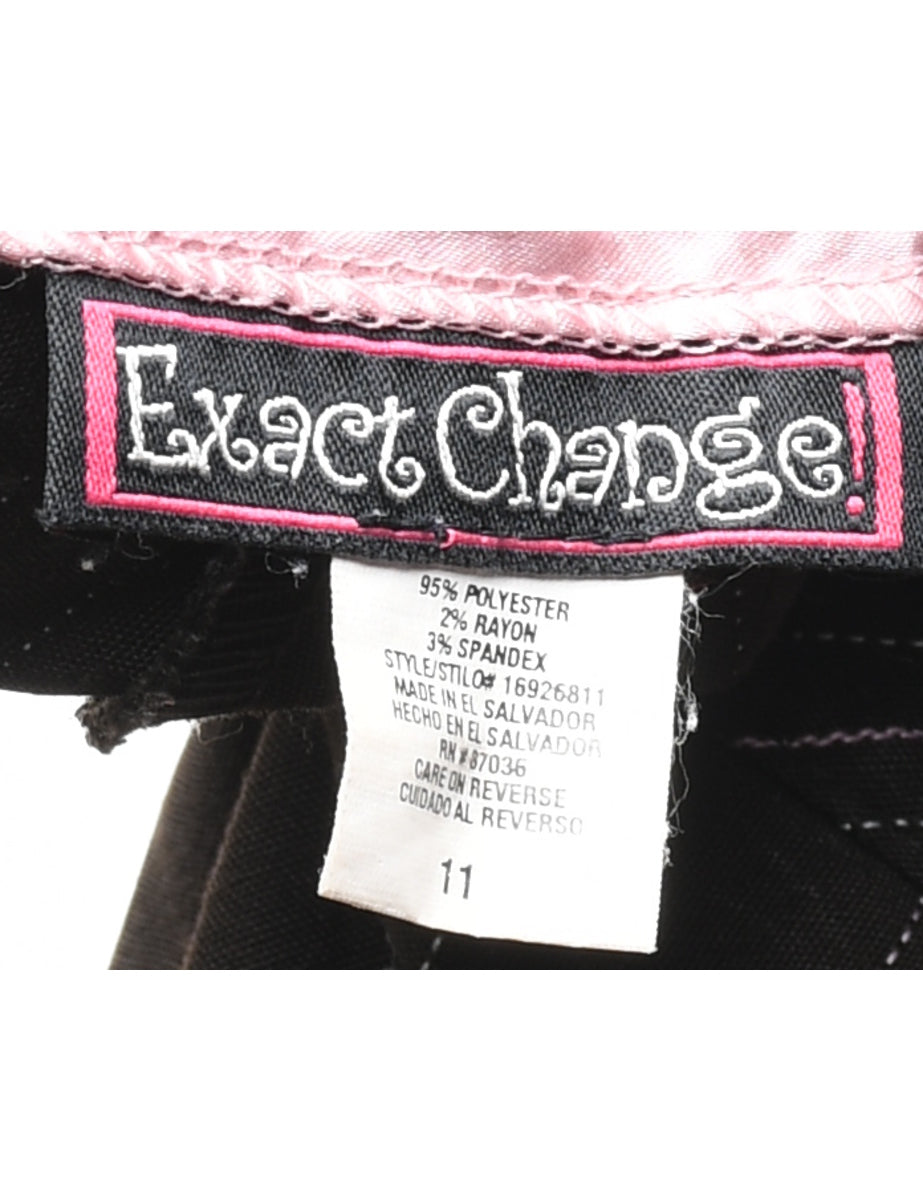 Exact Change!
95% POLYESTER
2% RAYON
3% SPANDEX
STYLE/STILO# 16926811
MADE IN EL SALVADOR
HECHO EN EL SALVADOR
RN # 87036
CARE ON REVERSE
CUIDADO AL REVERSO
11